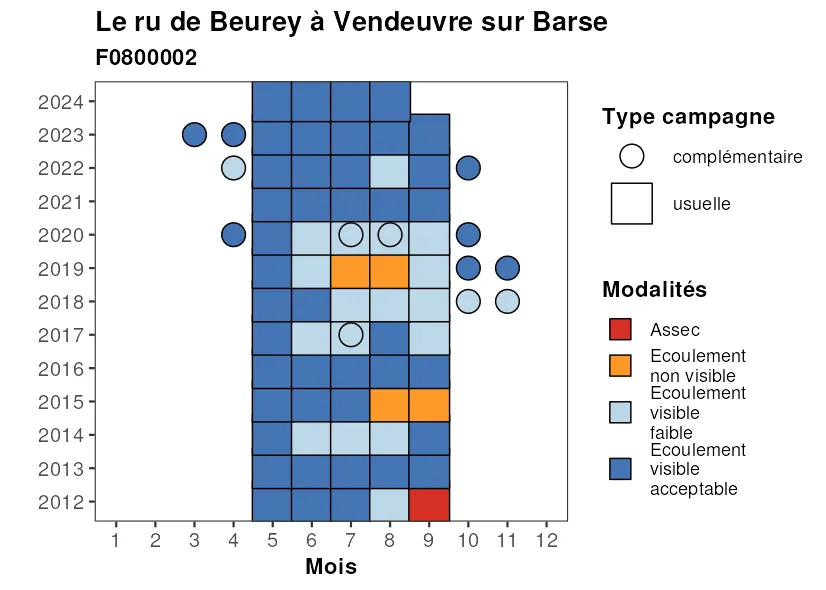 Le ru de Beurey à Vendeuvre sur Barse
F0800002
2024
2023
2022
2021
2020
2019
2018
2017
2016
2015
2014
2013
2012
1 2 3 4 5 6 7 8 9 10 11 12
Mois
Type campagne
complémentaire
usuelle
Modalités
Assec
Ecoulement
non visible
Ecoulement
visible
faible
Ecoulement
visible
acceptable